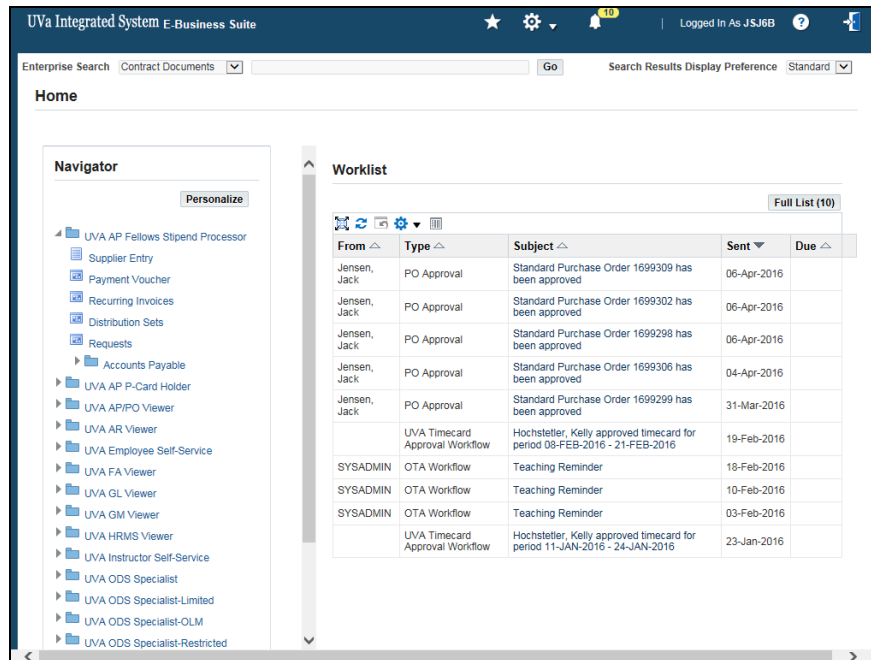 UVa Integrated System E-Business Suite
10
| Logged In As JSJ6B ?
Enterprise Search Contract Documents Go Search Results Display Preference Standard
Home
Navigator
Personalize
UVA AP Fellows Stipend Processor
Supplier Entry
Payment Voucher
Recurring Invoices
Distribution Sets
Requests
Accounts Payable
UVA AP P-Card Holder
UVA AP/PO Viewer
UVA AR Viewer
UVA Employee Self-Service
UVA FA Viewer
UVA GL Viewer
UVA GM Viewer
UVA HRMS Viewer
UVA Instructor Self-Service
UVA ODS Specialist
UVA ODS Specialist-Limited
UVA ODS Specialist-OLM
UVA ODS Specialist-Restricted
Worklist
Full List (10)
From Type Subject Sent Due
Jensen, Jack PO Approval Standard Purchase Order 1699309 has been approved 06-Apr-2016
Jensen, Jack PO Approval Standard Purchase Order 1699302 has been approved 06-Apr-2016
Jensen, Jack PO Approval Standard Purchase Order 1699298 has been approved 06-Apr-2016
Jensen, Jack PO Approval Standard Purchase Order 1699306 has been approved 04-Apr-2016
Jensen, Jack PO Approval Standard Purchase Order 1699299 has been approved 31-Mar-2016
UVA Timecard Approval Workflow Hochstetler, Kelly approved timecard for period 08-FEB-2016 - 21-FEB-2016 19-Feb-2016
SYSADMIN OTA Workflow Teaching Reminder 18-Feb-2016
SYSADMIN OTA Workflow Teaching Reminder 10-Feb-2016
SYSADMIN OTA Workflow Teaching Reminder 03-Feb-2016
UVA Timecard Approval Workflow Hochstetler, Kelly approved timecard for period 11-JAN-2016 - 24-JAN-2016 23-Jan-2016